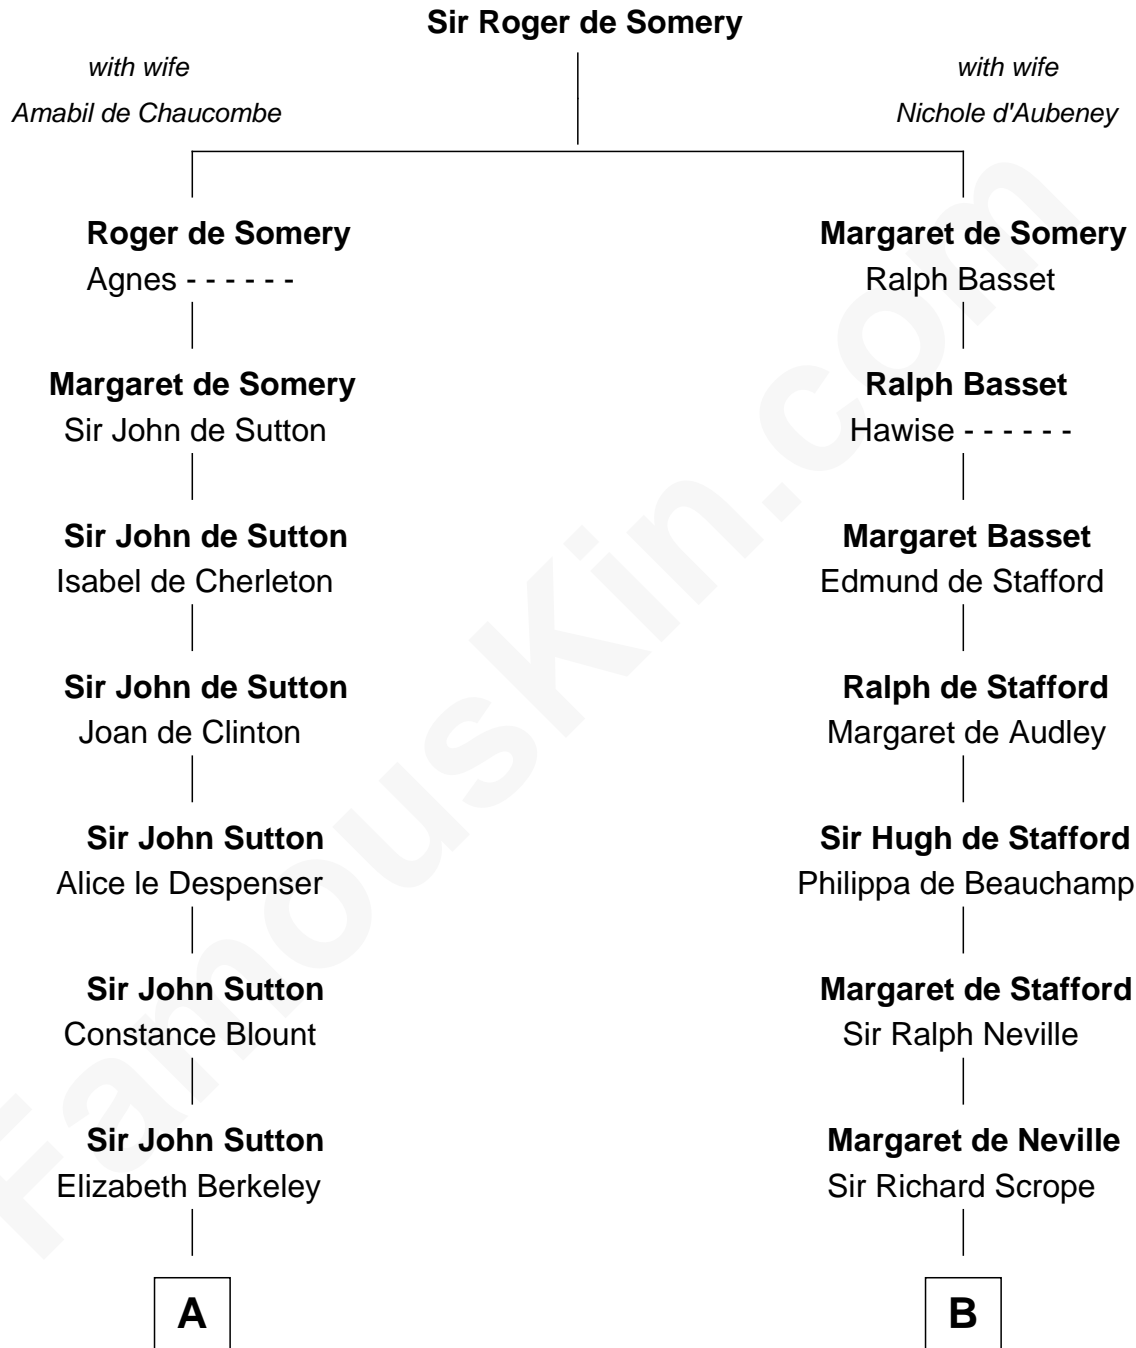 Sir Roger de Somery
with wife
Amabil de Chaucombe
with wife
Nichole d'Aubeney
Roger de Somery
Agnes - - - - - -
Margaret de Somery
Ralph Basset
Margaret de Somery
Sir John de Sutton
Ralph Basset
Hawise - - - - - -
Sir John de Sutton
Isabel de Cherleton
Margaret Basset
Edmund de Stafford
Sir John de Sutton
Joan de Clinton
Ralph de Stafford
Margaret de Audley
Sir John Sutton
Alice le Despenser
Sir Hugh de Stafford
Philippa de Beauchamp
Sir John Sutton
Constance Blount
Margaret de Stafford
Sir Ralph Neville
Sir John Sutton
Elizabeth Berkeley
Margaret de Neville
Sir Richard Scrope
A
B
FamousKin.com